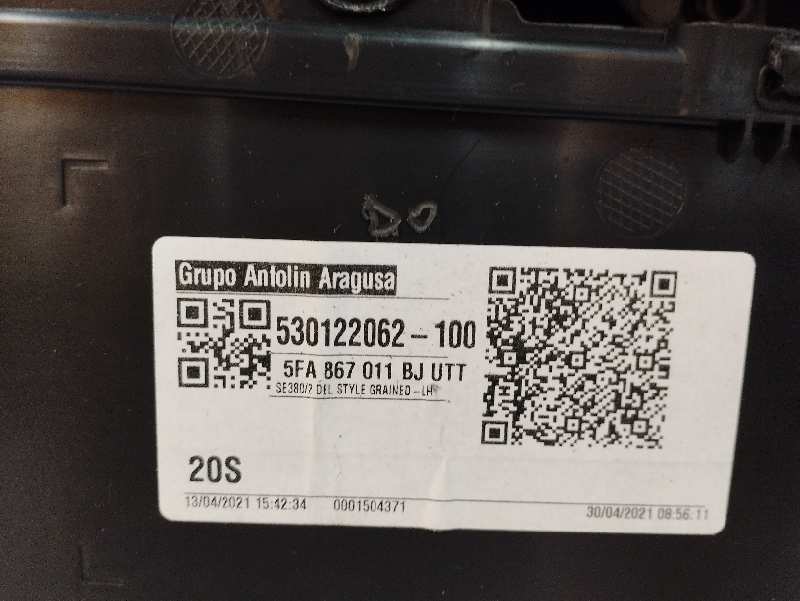 Grupo Antolin Aragusa
530122062-100
5FA 867 011 BJ UTT
SE380/2 DEL STYLE GRAINED -LH
20S
13/04/2021 15:42:34 0001504371 30/04/2021 08:56:11